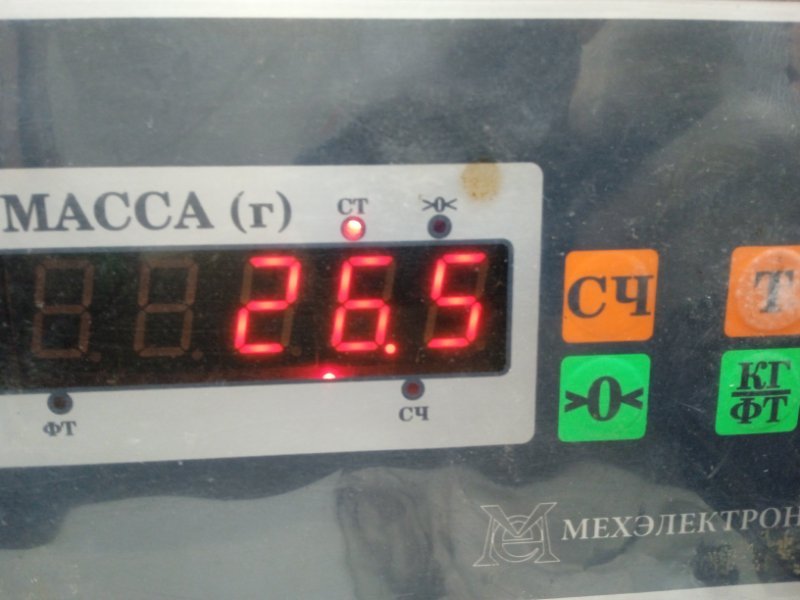 МАССА (г)
СТ >0<
26.5
ФТ СЧ
СЧ Т
>0< КГ
ФТ
МЕХЭЛЕКТРОН